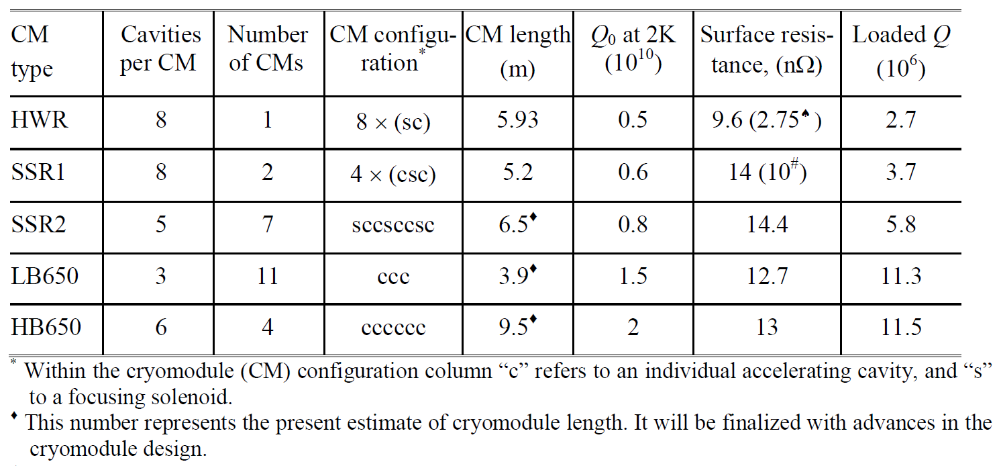 CM type | Cavities per CM | Number of CMs | CM configu-ration* | CM length (m) | Q₀ at 2K (10¹⁰) | Surface resis-tance, (nΩ) | Loaded Q (10⁶)
HWR | 8 | 1 | 8 × (sc) | 5.93 | 0.5 | 9.6 (2.75♠) | 2.7
SSR1 | 8 | 2 | 4 × (csc) | 5.2 | 0.6 | 14 (10#) | 3.7
SSR2 | 5 | 7 | sccsccsc | 6.5♦ | 0.8 | 14.4 | 5.8
LB650 | 3 | 11 | ccc | 3.9♦ | 1.5 | 12.7 | 11.3
HB650 | 6 | 4 | cccccc | 9.5♦ | 2 | 13 | 11.5
* Within the cryomodule (CM) configuration column “c” refers to an individual accelerating cavity, and “s”
to a focusing solenoid.
♦ This number represents the present estimate of cryomodule length. It will be finalized with advances in the
cryomodule design.